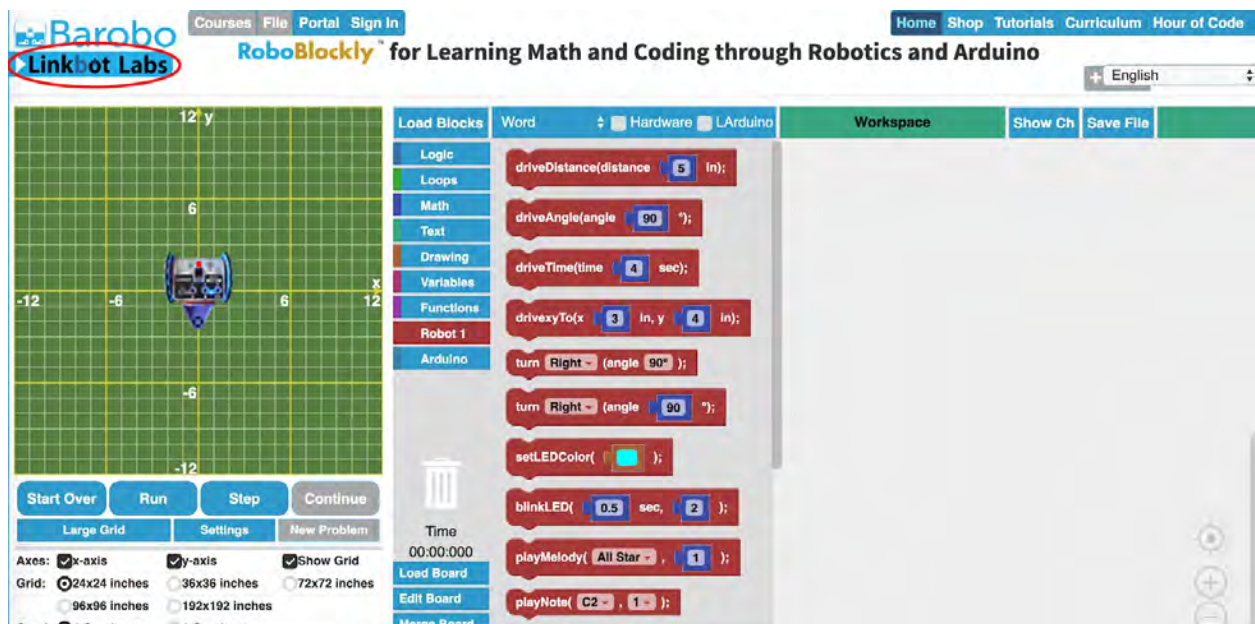 Barobo
Linkbot Labs
Courses File Portal Sign In
Home Shop Tutorials Curriculum Hour of Code
RoboBlockly™ for Learning Math and Coding through Robotics and Arduino
+ English
12 y
6
-12 -6 6 12 x
-6
-12
Start Over Run Step Continue
Large Grid Settings New Problem
Axes: x-axis y-axis Show Grid
Grid: 24x24 inches 36x36 inches 72x72 inches
96x96 inches 192x192 inches
Load Blocks Word Hardware LArduino Workspace Show Ch Save File
Logic
Loops
Math
Text
Drawing
Variables
Functions
Robot 1
Arduino
Time
00:00:000
Load Board
Edit Board
Merge Board
driveDistance(distance 5 in);
driveAngle(angle 90 °);
driveTime(time 4 sec);
drivexyTo(x 3 in, y 4 in);
turn Right (angle 90° );
turn Right (angle 90 °);
setLEDColor( );
blinkLED( 0.5 sec, 2 );
playMelody( All Star , 1 );
playNote( C2 , 1 );